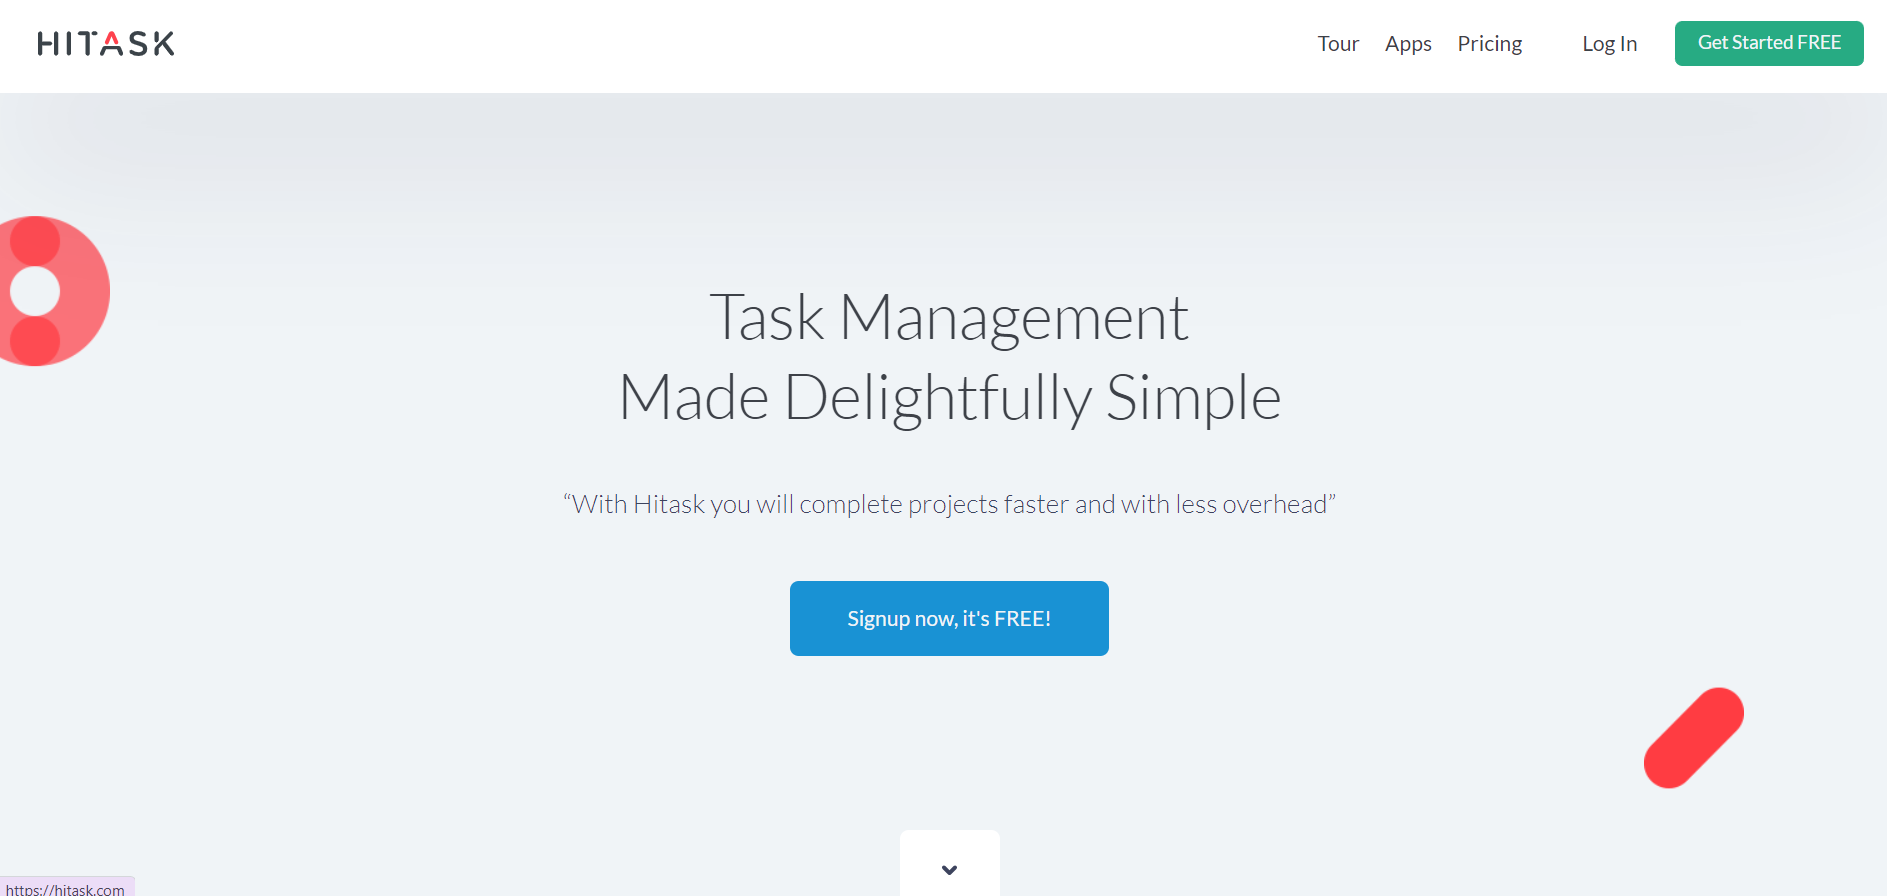 HITASK
Tour Apps Pricing Log In Get Started FREE
Task Management
Made Delightfully Simple
“With Hitask you will complete projects faster and with less overhead”
Signup now, it's FREE!
https://hitask.com